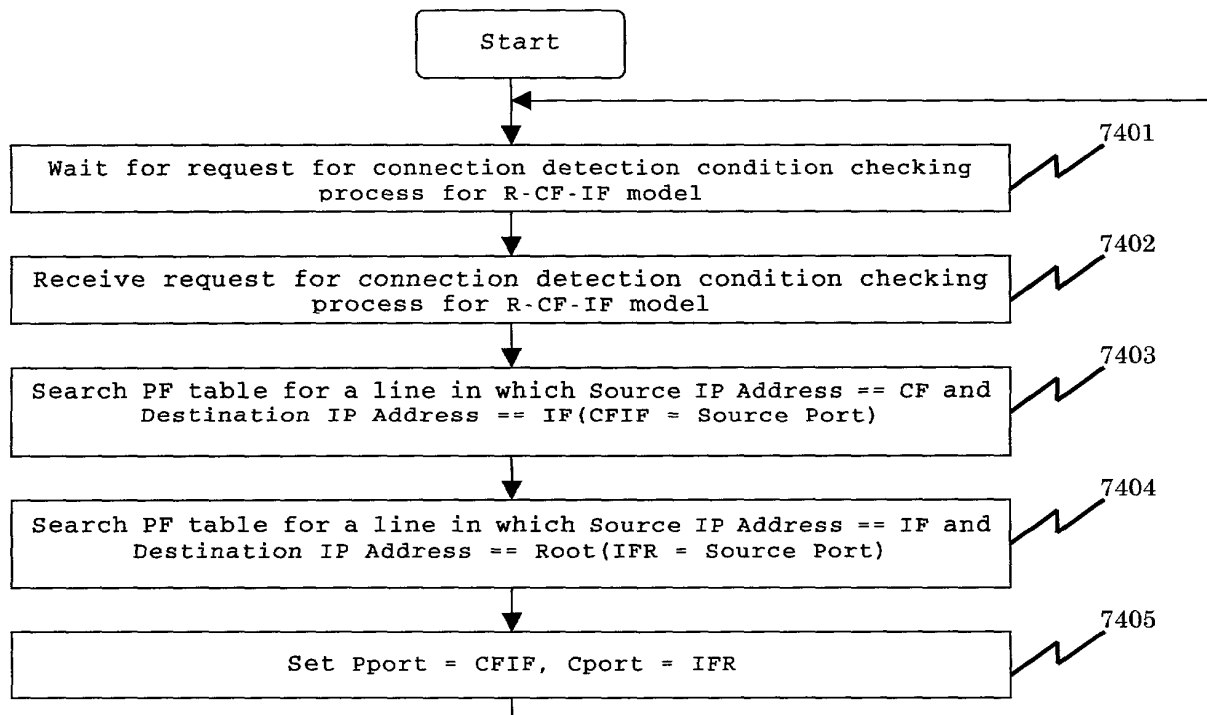 Start
7401
Wait for request for connection detection condition checking
process for R-CF-IF model
7402
Receive request for connection detection condition checking
process for R-CF-IF model
7403
Search PF table for a line in which Source IP Address == CF and
Destination IP Address == IF(CFIF = Source Port)
7404
Search PF table for a line in which Source IP Address == IF and
Destination IP Address == Root(IFR = Source Port)
7405
Set Pport = CFIF, Cport = IFR